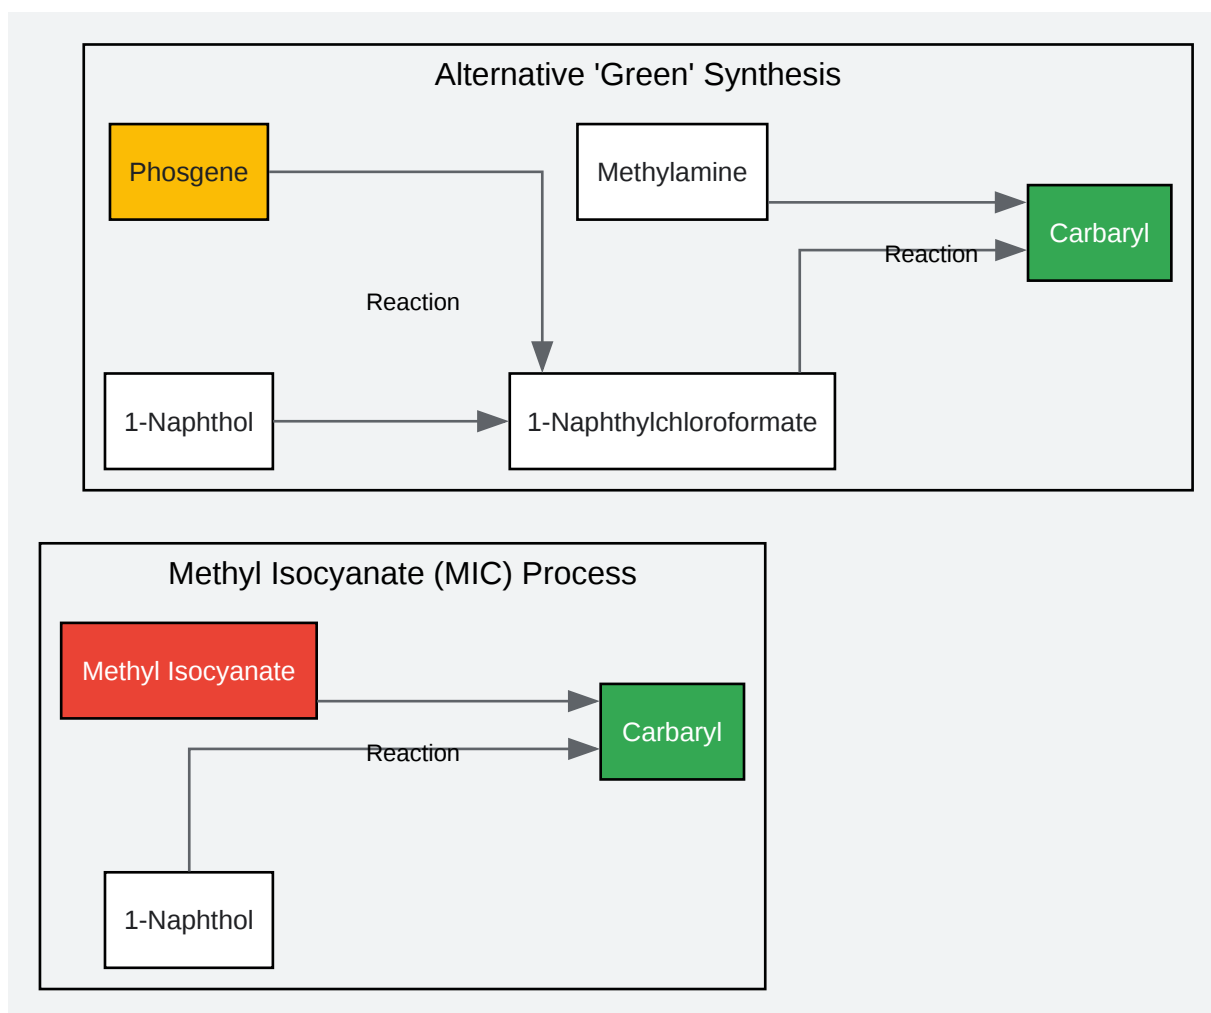 Alternative 'Green' Synthesis
Phosgene
Methylamine
Carbaryl
Reaction
Reaction
1-Naphthol
1-Naphthylchloroformate
Methyl Isocyanate (MIC) Process
Methyl Isocyanate
Carbaryl
Reaction
1-Naphthol